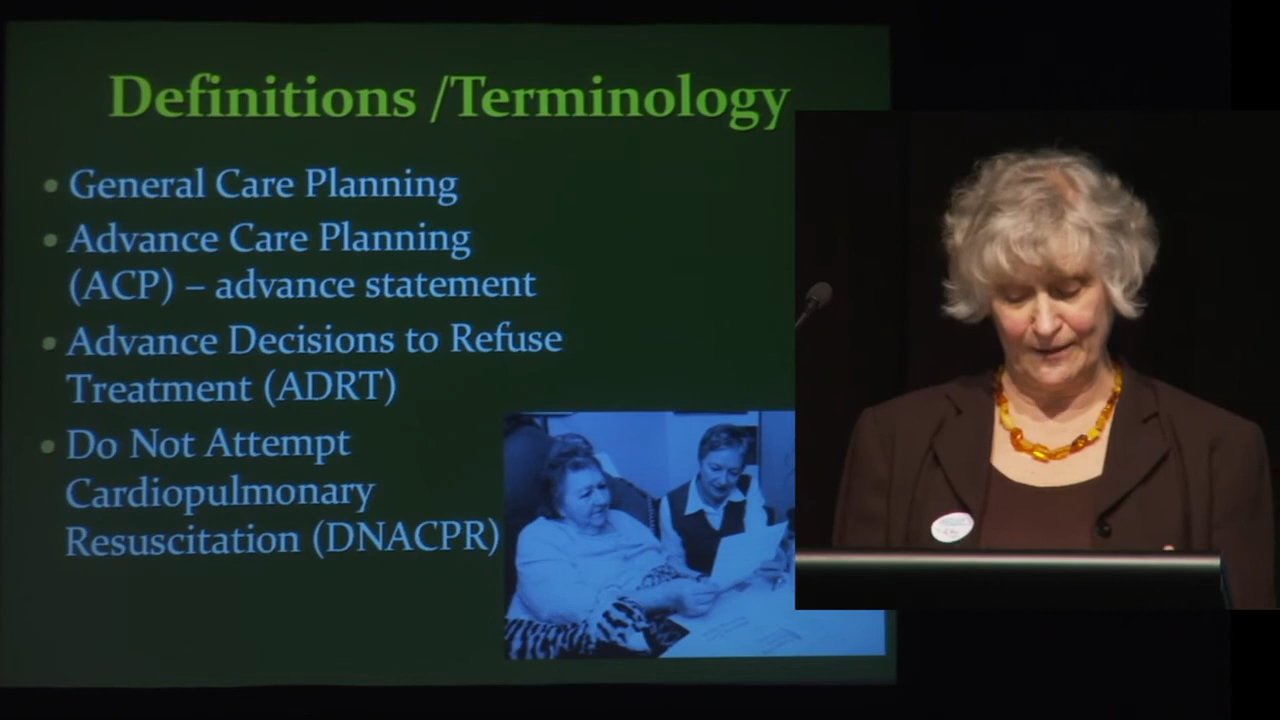 Definitions /Terminology
• General Care Planning
• Advance Care Planning
(ACP) – advance statement
• Advance Decisions to Refuse
Treatment (ADRT)
• Do Not Attempt
Cardiopulmonary
Resuscitation (DNACPR)